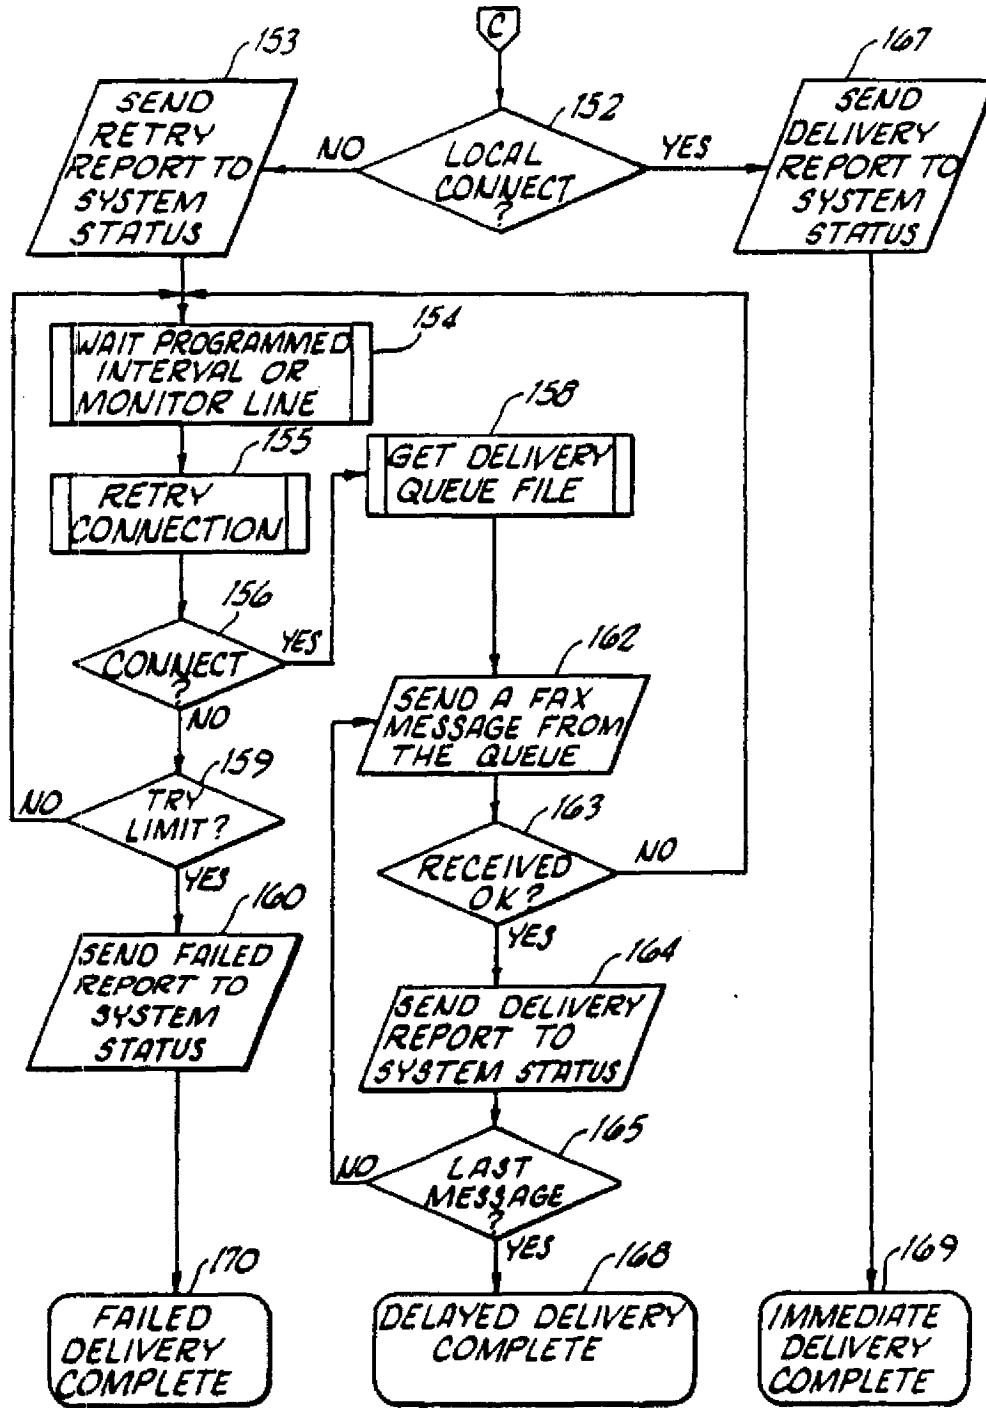 C
153
SEND
RETRY
REPORT TO
SYSTEM
STATUS
NO
152
LOCAL
CONNECT
?
YES
167
SEND
DELIVERY
REPORT TO
SYSTEM
STATUS
154
WAIT PROGRAMMED
INTERVAL OR
MONITOR LINE
155
RETRY
CONNECTION
158
GET DELIVERY
QUEUE FILE
156
CONNECT
?
YES
NO
159
TRY
LIMIT?
NO
YES
162
SEND A FAX
MESSAGE FROM
THE QUEUE
163
RECEIVED
OK?
NO
YES
160
SEND FAILED
REPORT TO
SYSTEM
STATUS
164
SEND DELIVERY
REPORT TO
SYSTEM STATUS
165
LAST
MESSAGE
?
NO
YES
170
FAILED
DELIVERY
COMPLETE
168
DELAYED DELIVERY
COMPLETE
169
IMMEDIATE
DELIVERY
COMPLETE